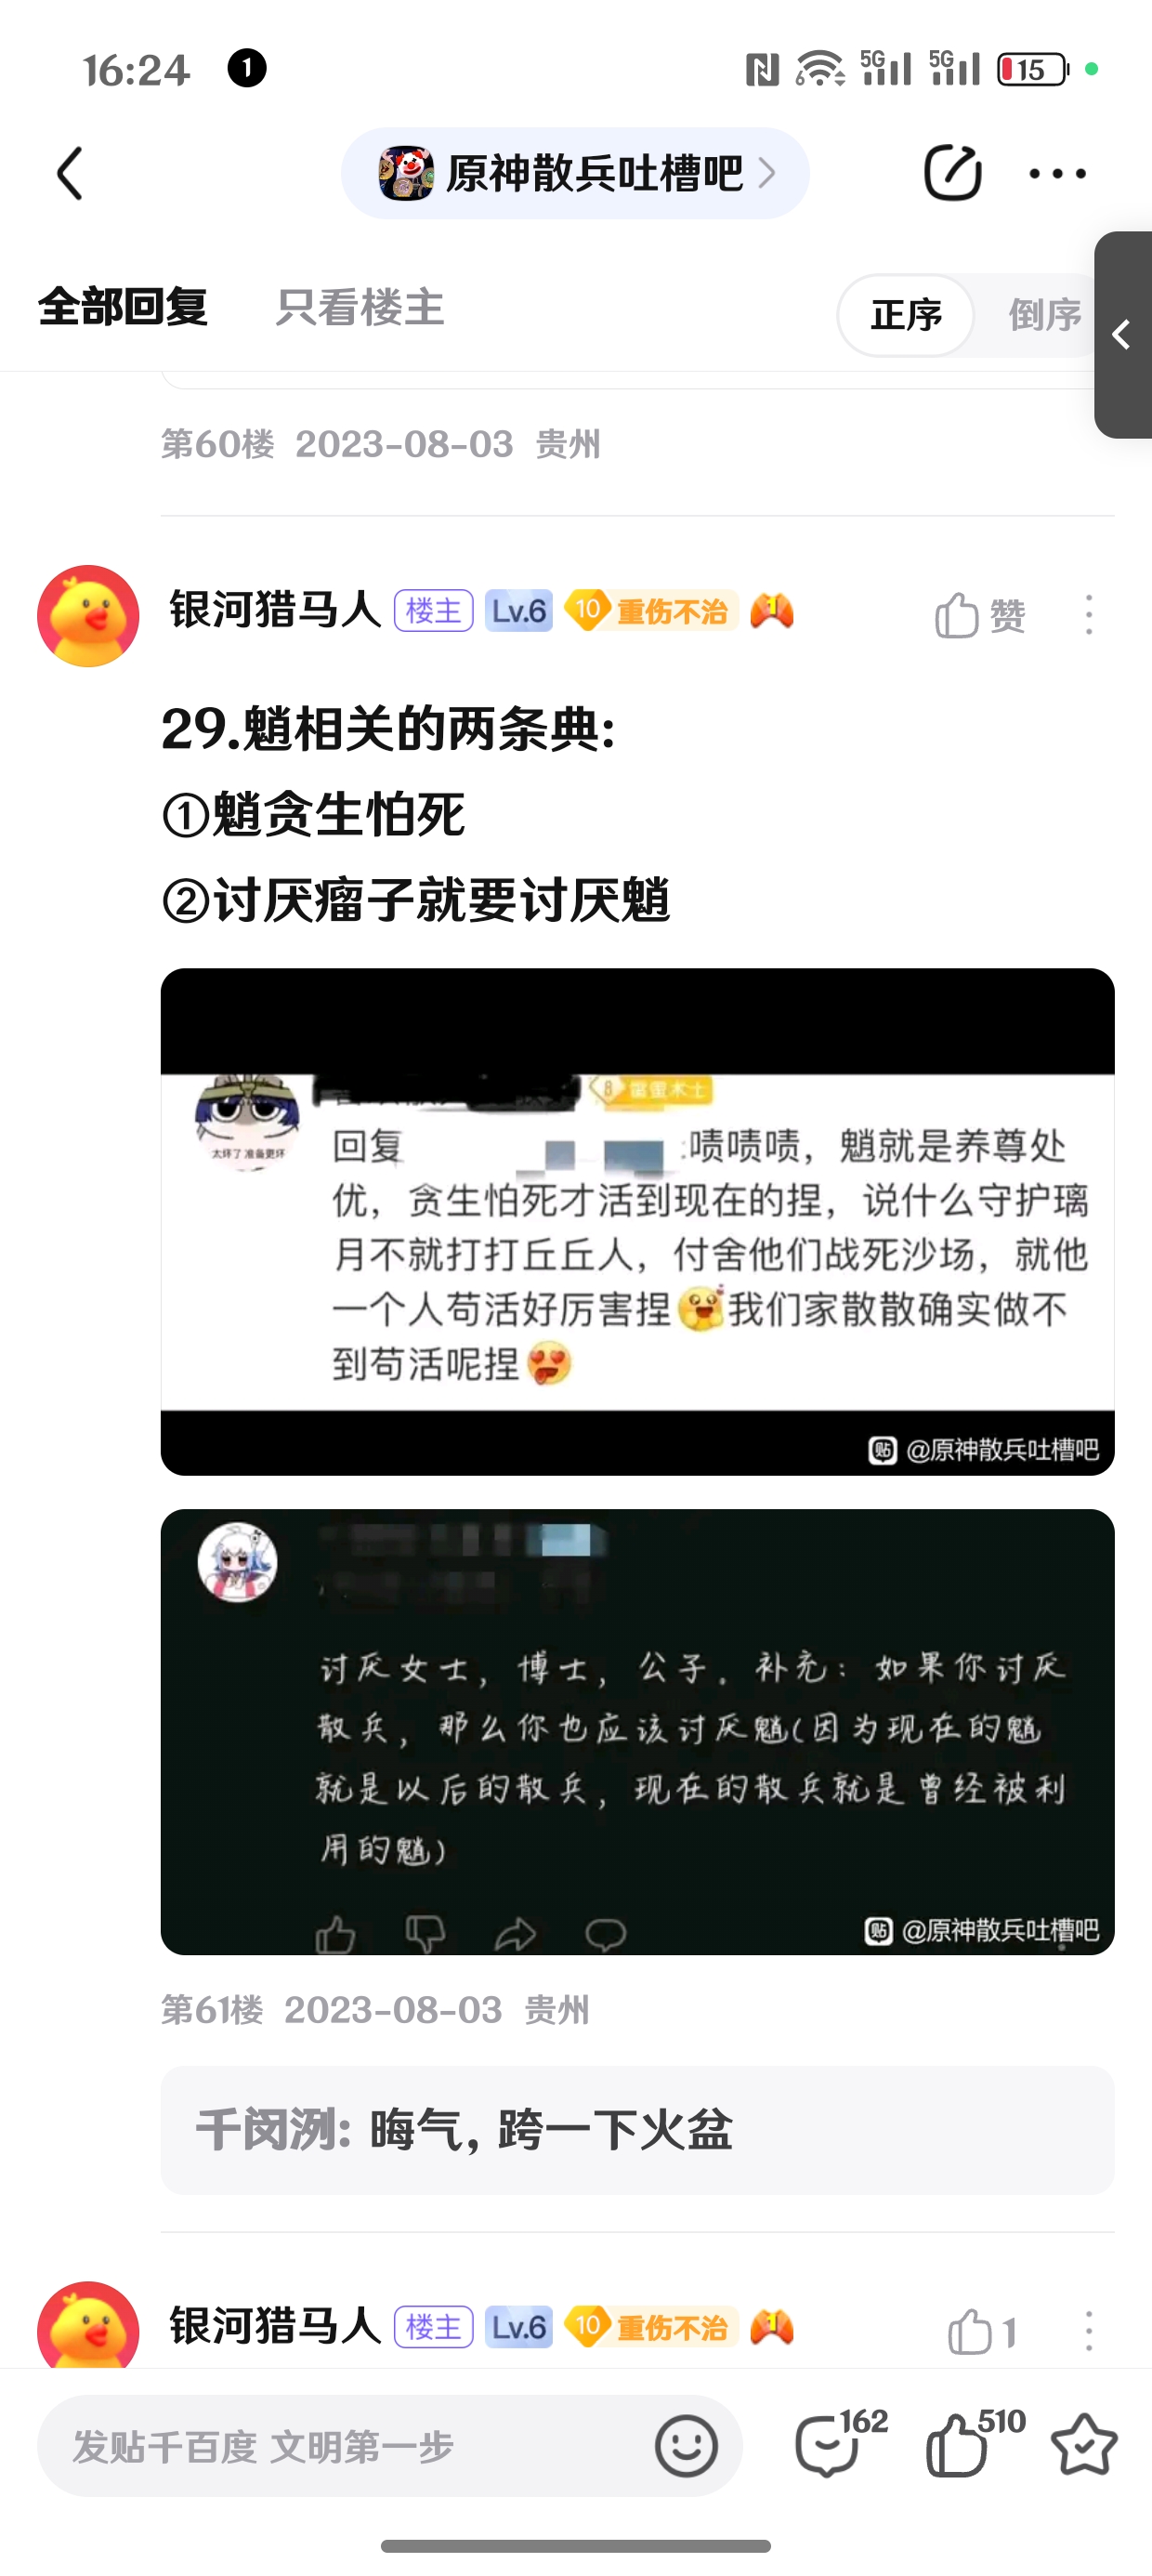 16:24
1
5G
5G
15
原神散兵吐槽吧
全部回复
只看楼主
正序
倒序
第60楼 2023-08-03 贵州
银河猎马人 楼主 Lv.6 10 重伤不治
赞
29.魈相关的两条典:
①魈贪生怕死
②讨厌瘤子就要讨厌魈
8 蛋蛋术士
太坏了 准备更坏
回复 :啧啧啧，魈就是养尊处
优，贪生怕死才活到现在的捏，说什么守护璃
月不就打打丘丘人，付舍他们战死沙场，就他
一个人苟活好厉害捏我们家散散确实做不
到苟活呢捏
贴 @原神散兵吐槽吧
讨厌女士，博士，公子。补充：如果你讨厌
散兵，那么你也应该讨厌魈(因为现在的魈
就是以后的散兵，现在的散兵就是曾经被利
用的魈)
贴 @原神散兵吐槽吧
第61楼 2023-08-03 贵州
千闵洌: 晦气, 跨一下火盆
银河猎马人 楼主 Lv.6 10 重伤不治
1
发贴千百度 文明第一步
162
510